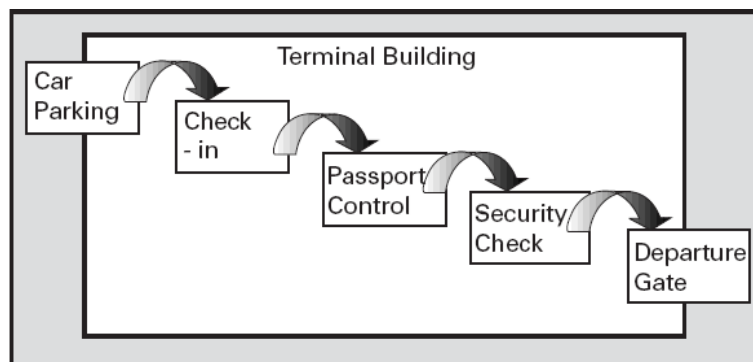 Terminal Building
Car
Parking
Check
- in
Passport
Control
Security
Check
Departure
Gate